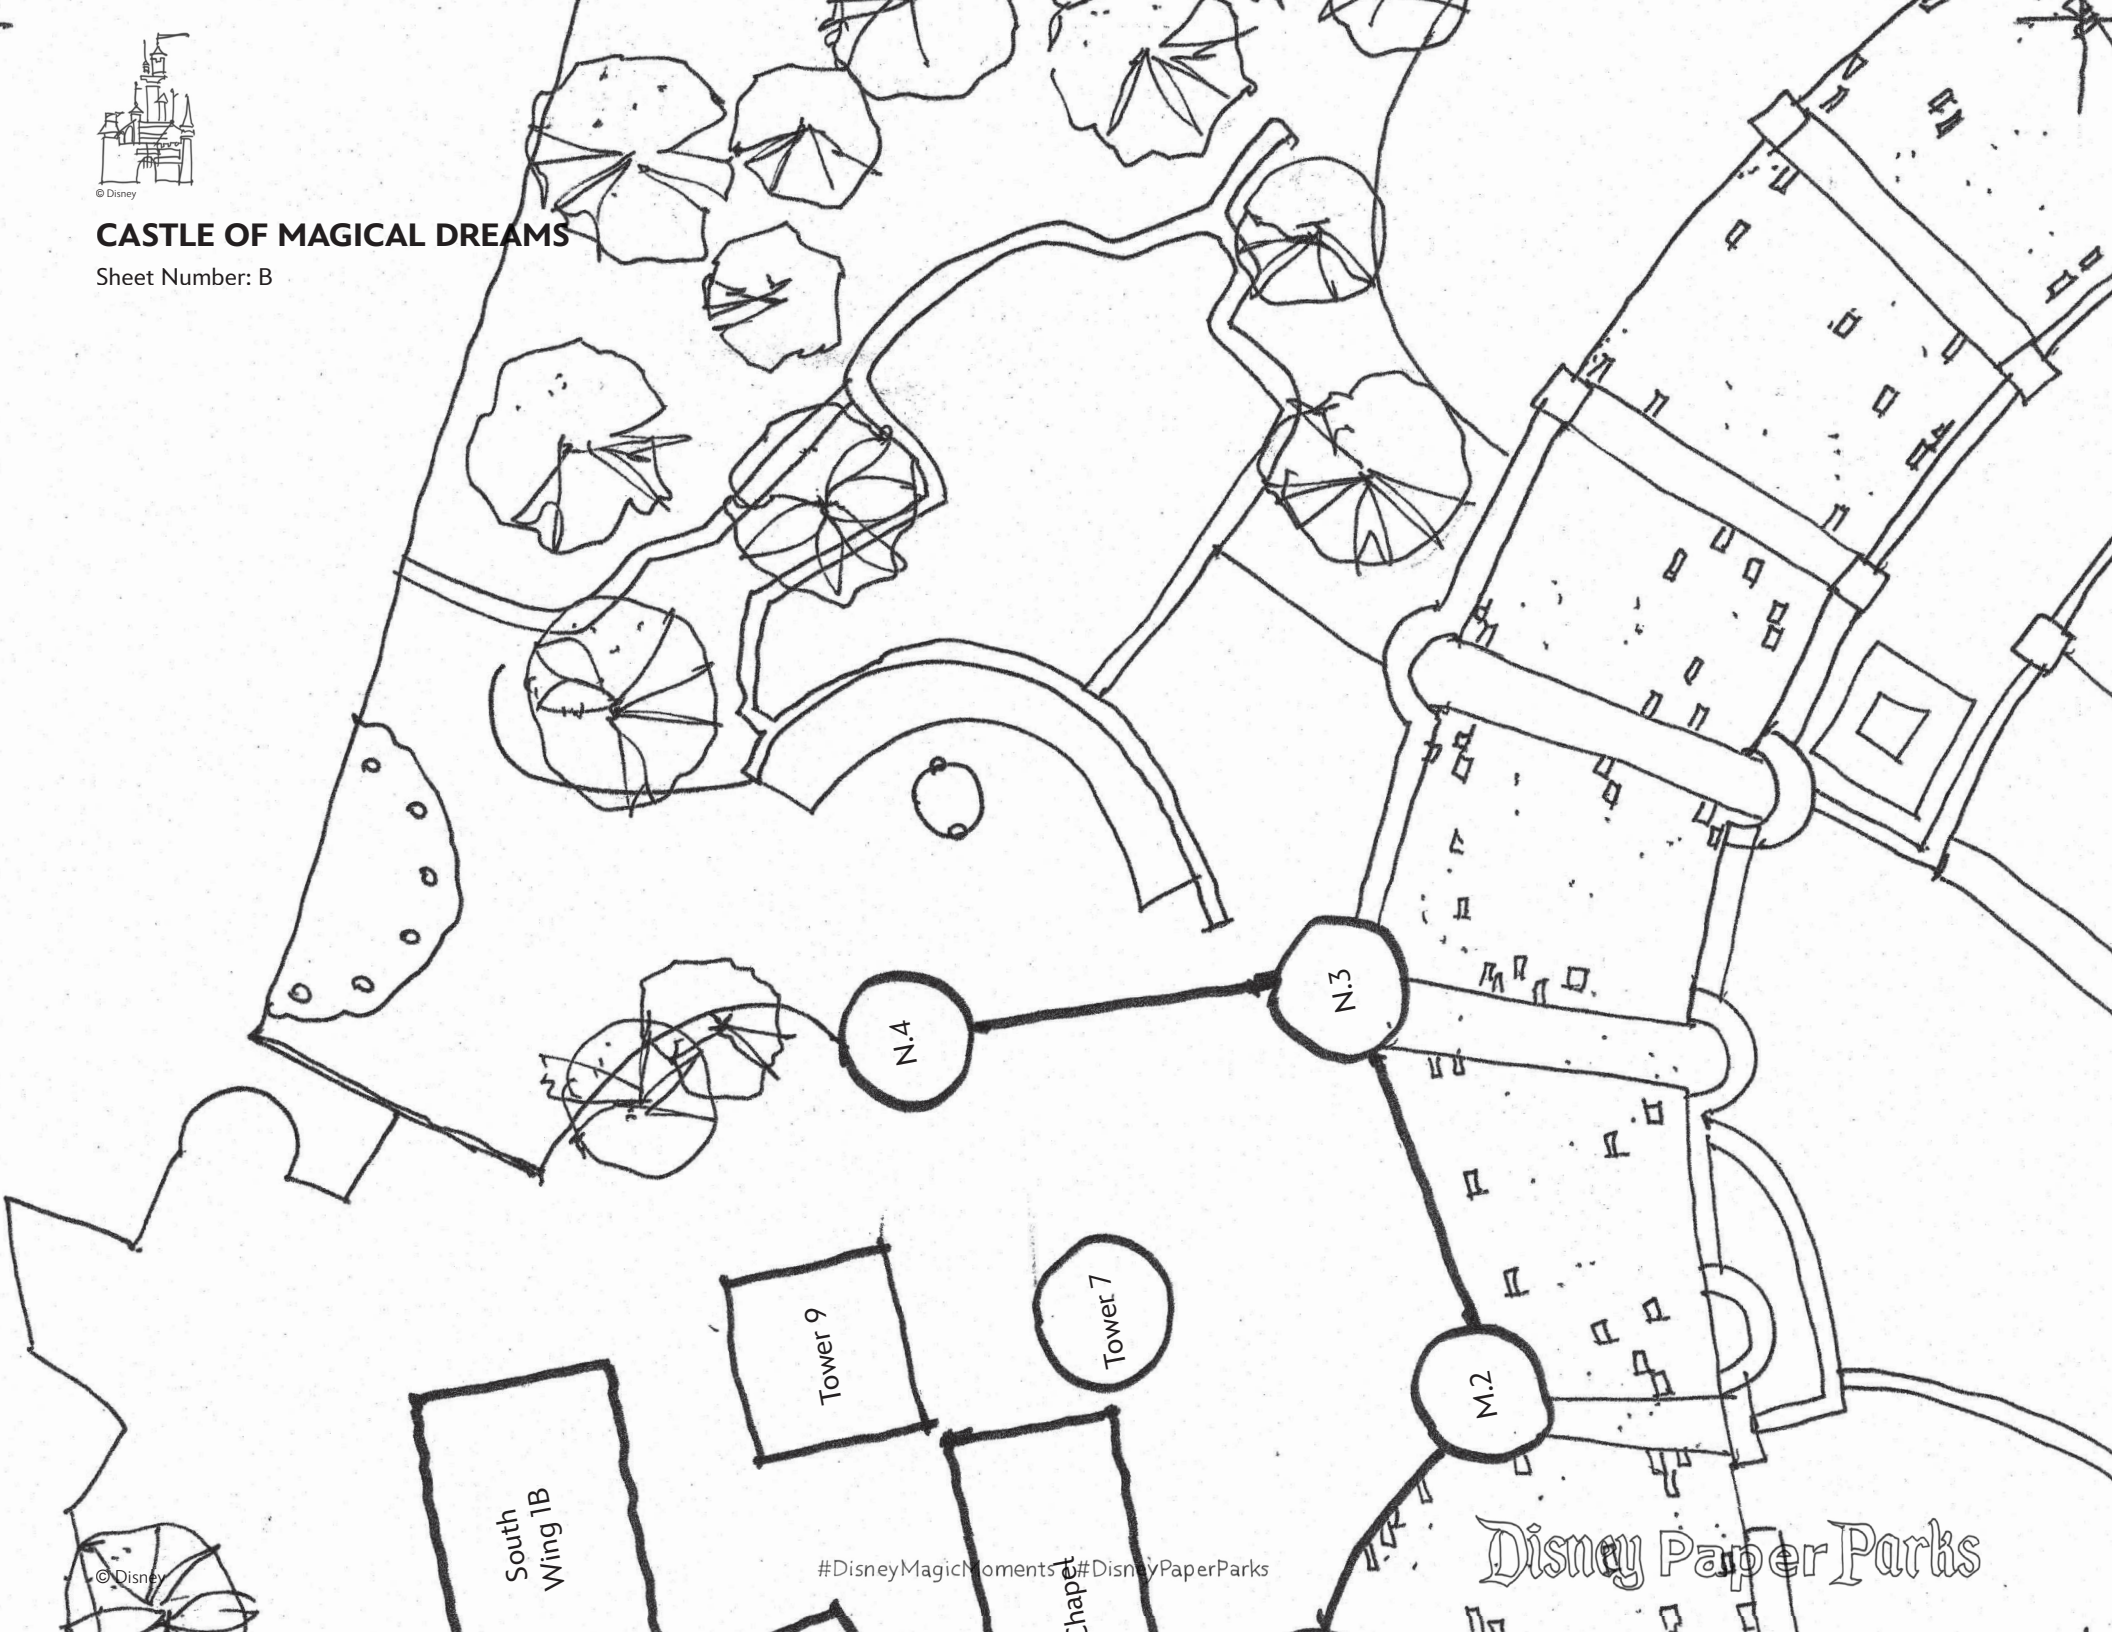 © Disney
CASTLE OF MAGICAL DREAMS
Sheet Number: B
N.3
N.4
Tower 7
Tower 9
M.2
South
Wing 1B
Chapel
#DisneyMagicMoments | #DisneyPaperParks
© Disney
Disney Paper Parks